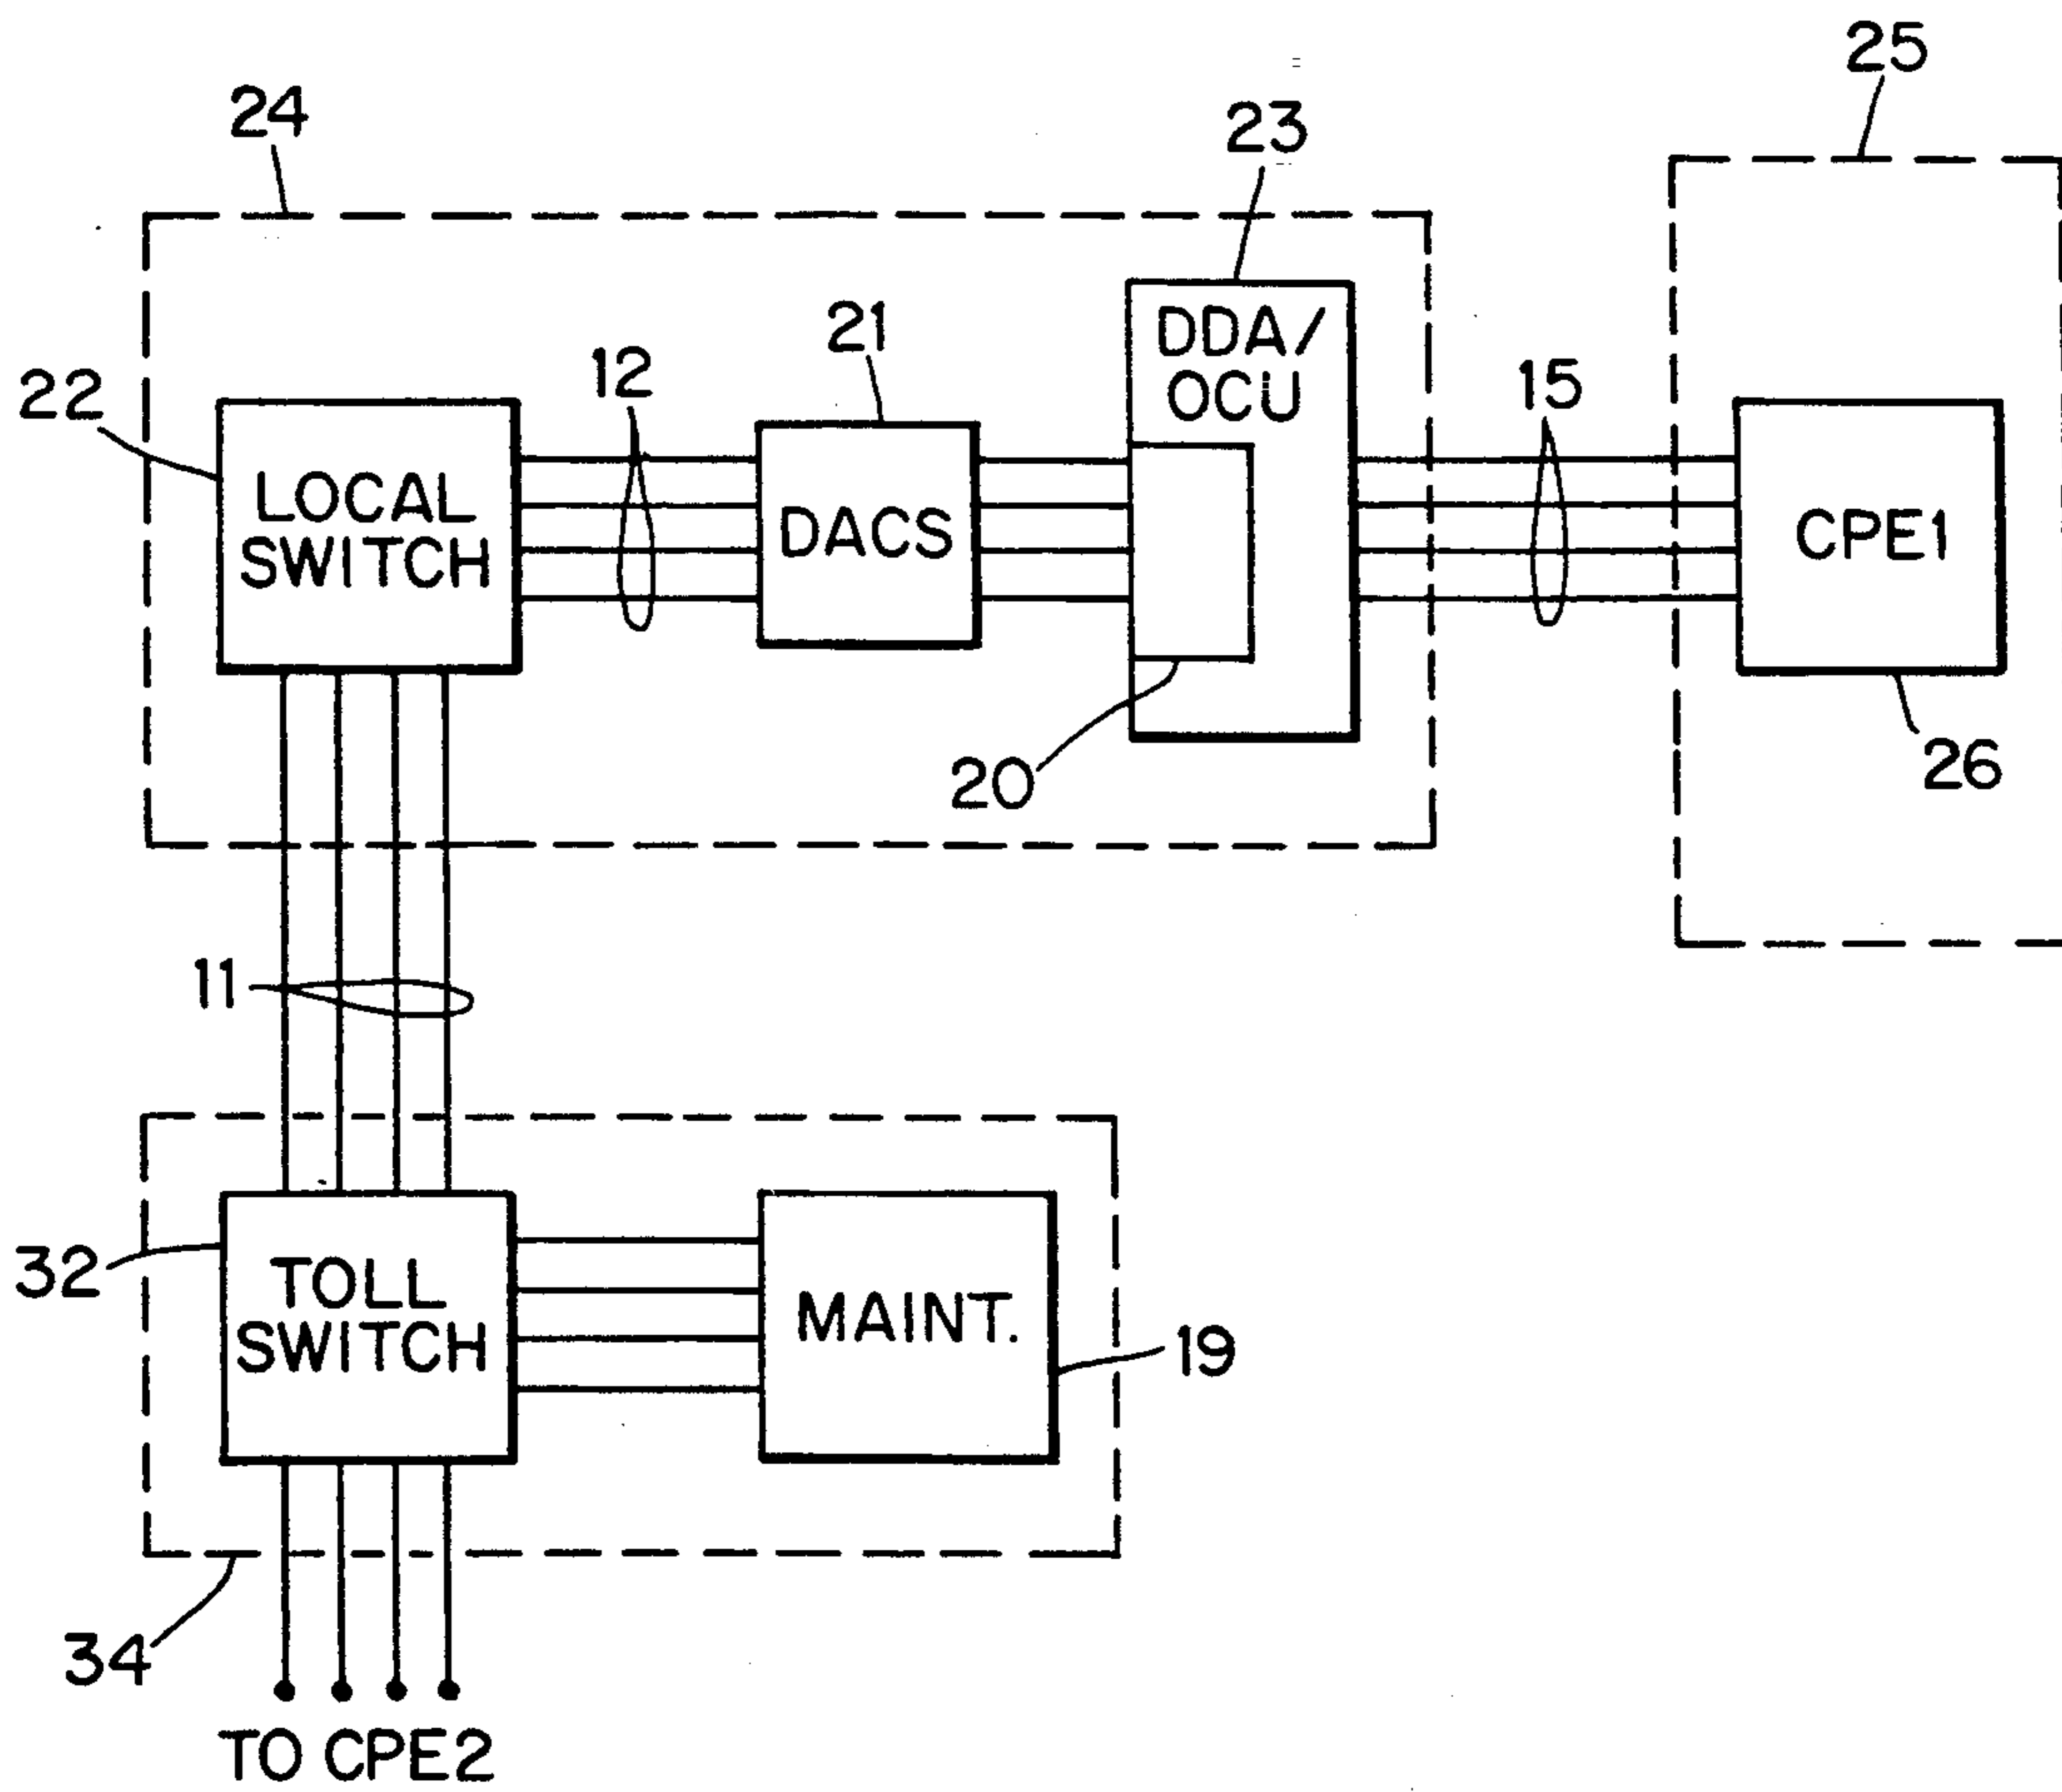 25
24
23
21
DDA/
OCU
12
15
22
LOCAL
SWITCH
DACS
CPE1
20
26
11
32
TOLL
SWITCH
MAINT.
19
34
TO CPE2